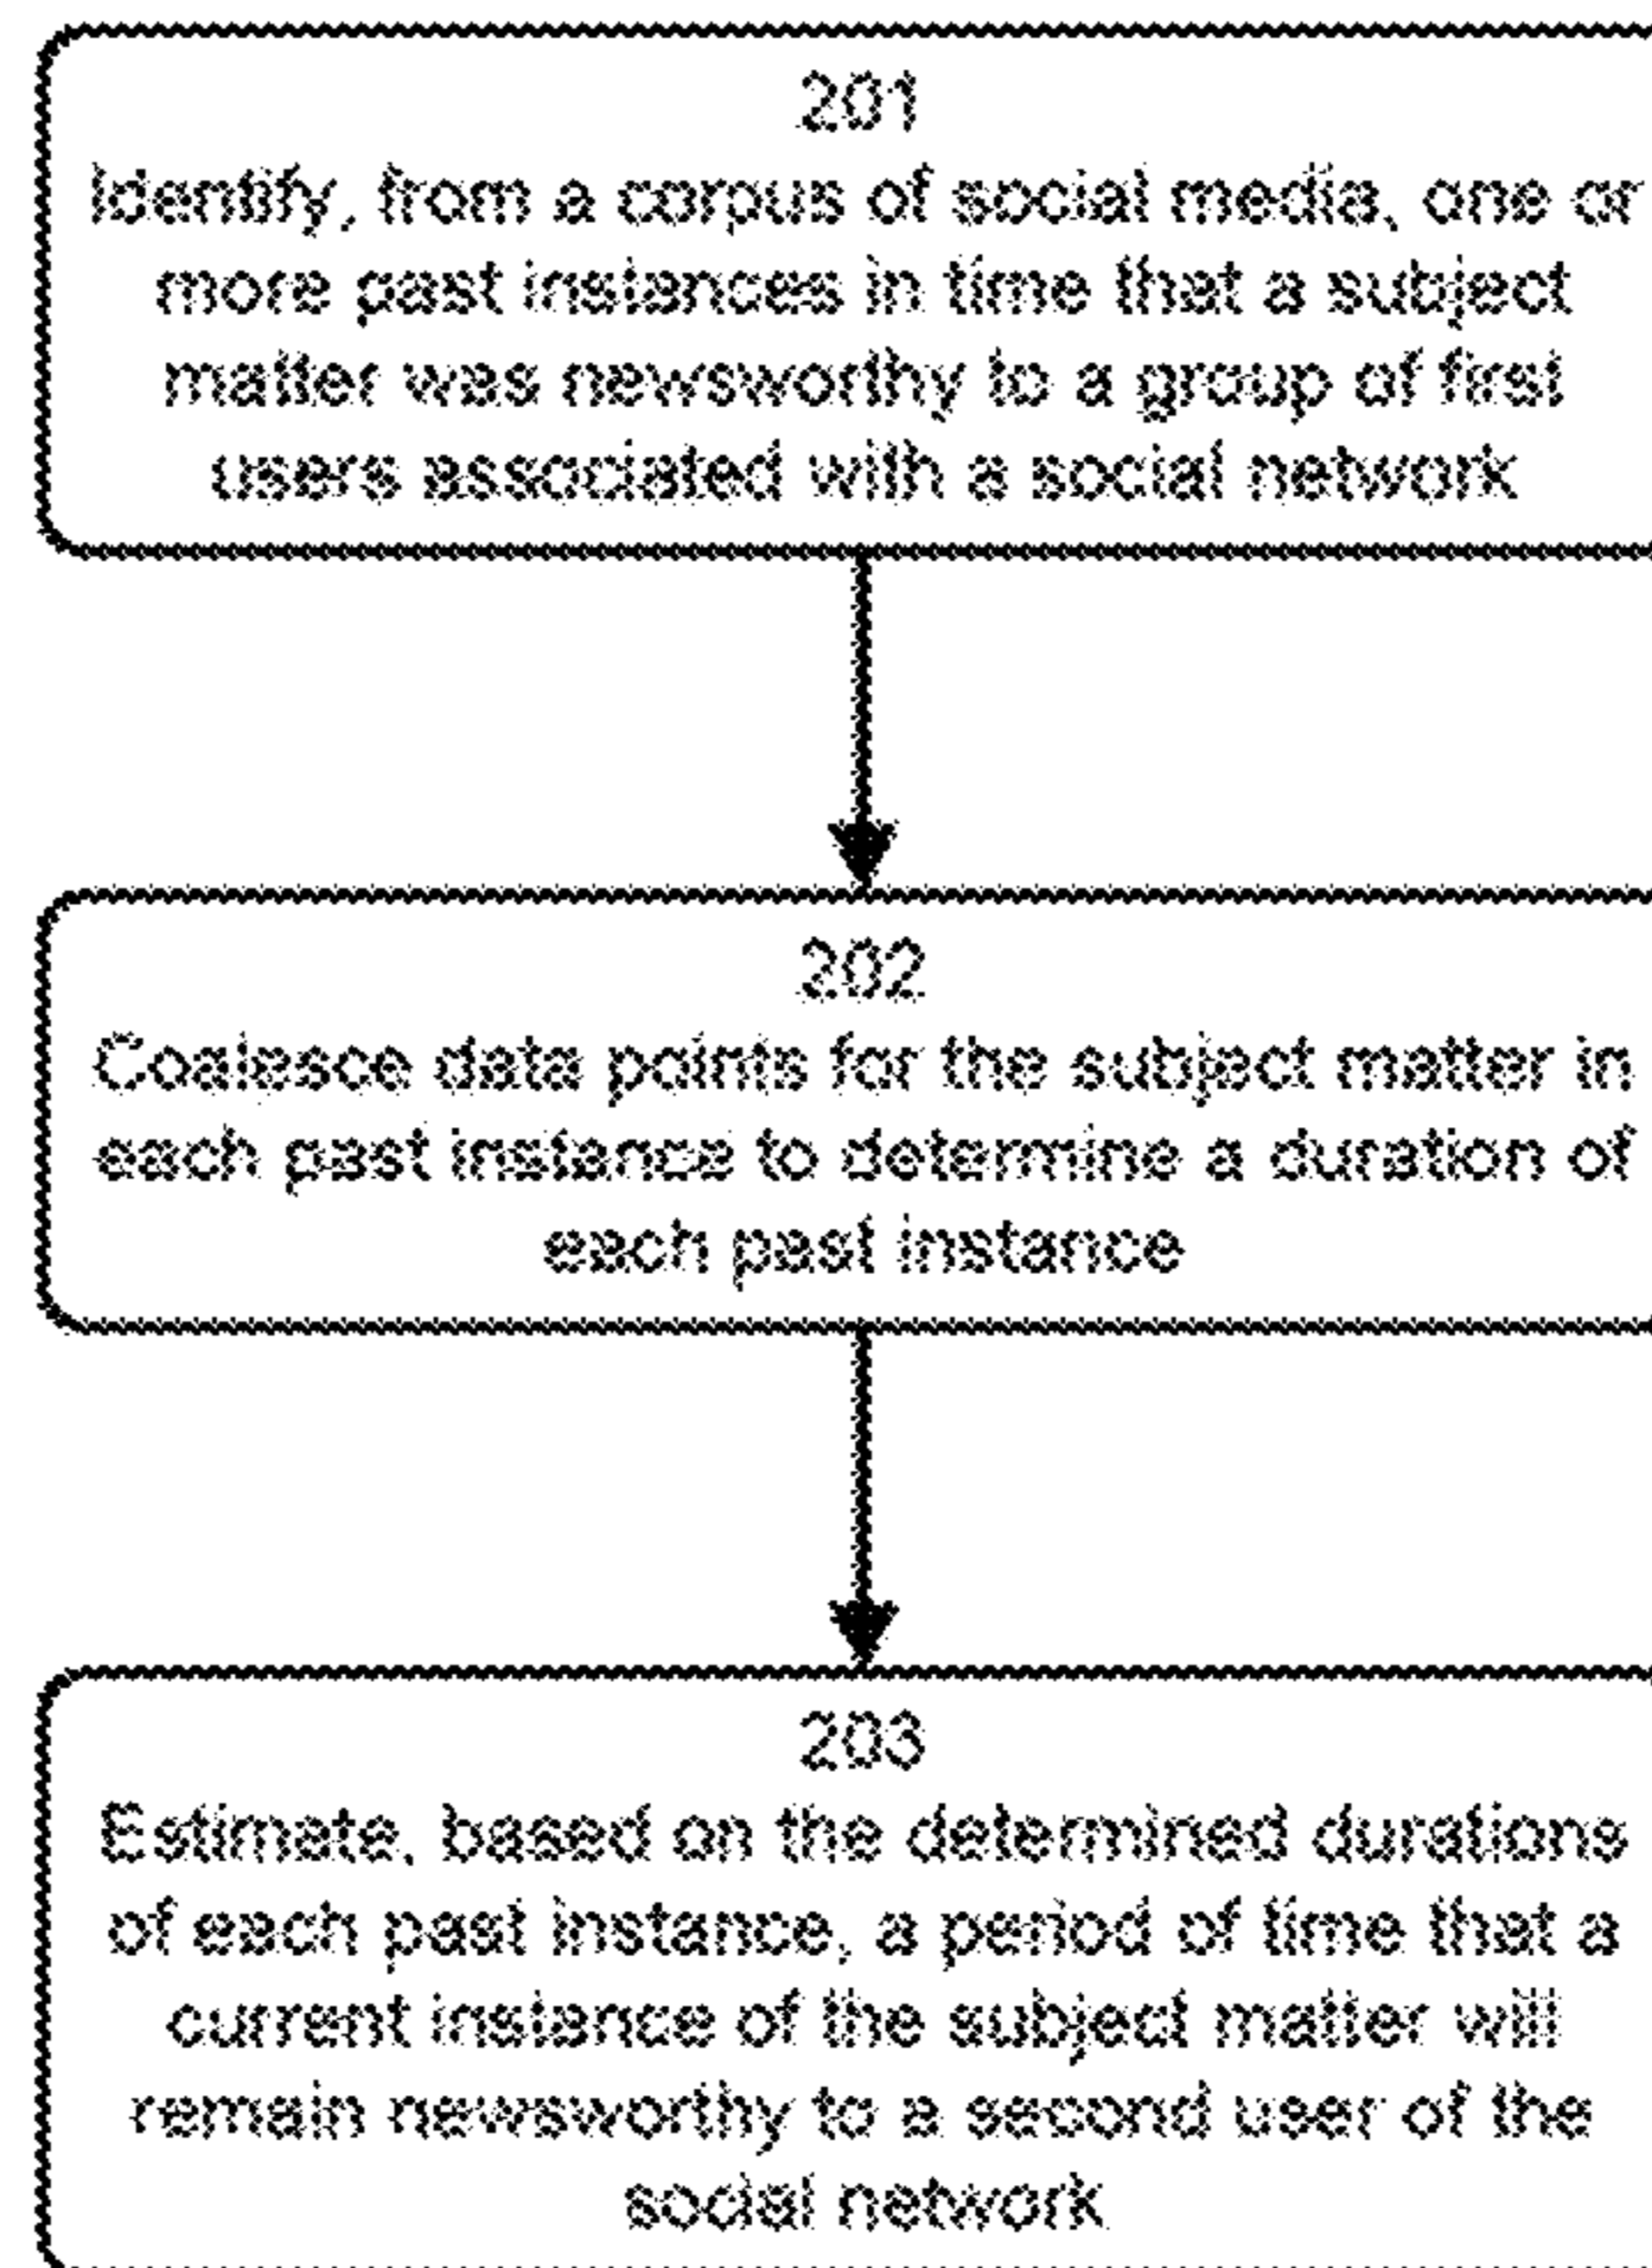 201
Identify, from a corpus of social media, one or
more past instances in time that a subject
matter was newsworthy to a group of first
users associated with a social network
202
Coalesce data points for the subject matter in
each past instance to determine a duration of
each past instance
203
Estimate, based on the determined durations
of each past instance, a period of time that a
current instance of the subject matter will
remain newsworthy to a second user of the
social network